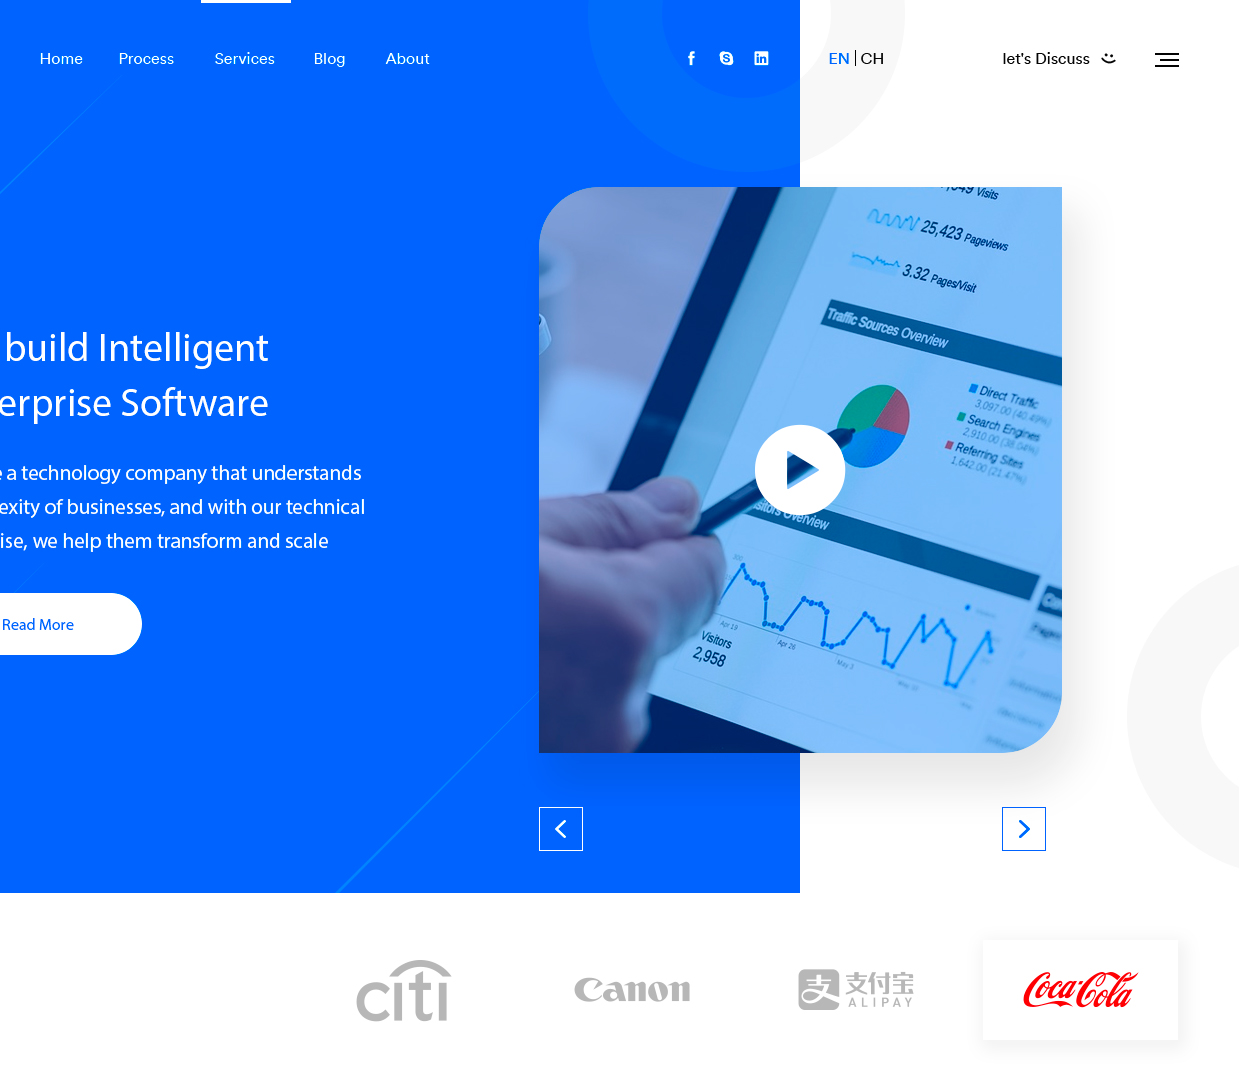 Home Process Services Blog About
EN | CH
let's Discuss
build Intelligent
erprise Software
e a technology company that understands
exity of businesses, and with our technical
ise, we help them transform and scale
Read More
Visits
25,423 Pageviews
3.32 Pages/Visit
Traffic Sources Overview
Direct Traffic
3,097.00 (40.49%)
Search Engines
2,910.00 (38.04%)
Referring Sites
1,642.00 (21.47%)
Overview
Apr 19
Apr 26
May 3
Visitors
2,958
citi
Canon
支付宝
ALIPAY
Coca-Cola